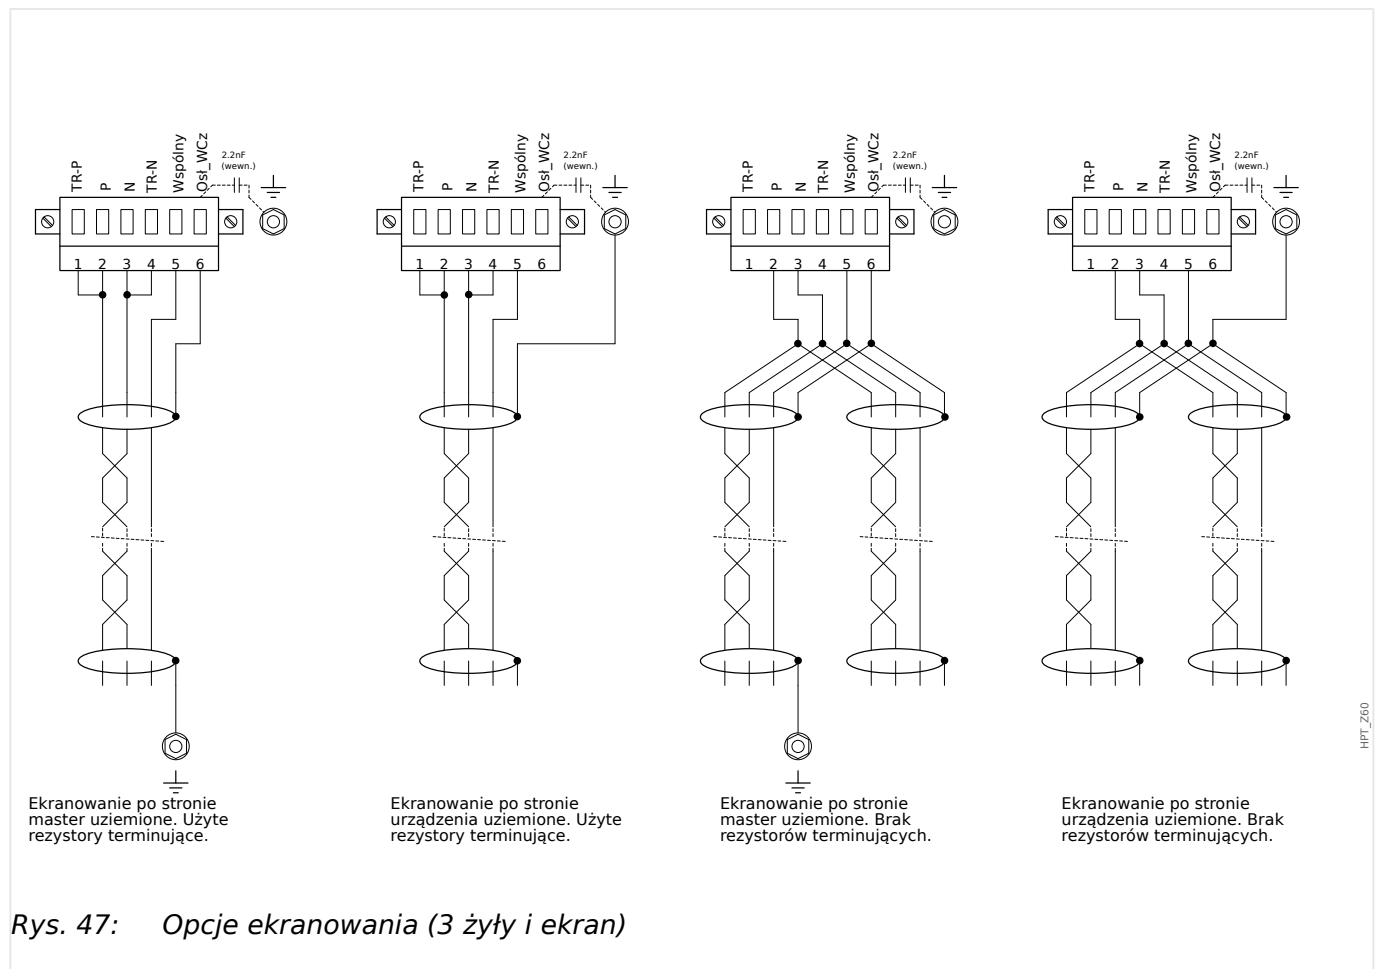 TR-P
P
N
TR-N
Wspólny
Osł_WCz
2.2nF
(wewn.)
1 2 3 4 5 6
Ekranowanie po stronie
master uziemione. Użyte
rezystory terminujące.
TR-P
P
N
TR-N
Wspólny
Osł_WCz
2.2nF
(wewn.)
1 2 3 4 5 6
Ekranowanie po stronie
urządzenia uziemione. Użyte
rezystory terminujące.
TR-P
P
N
TR-N
Wspólny
Osł_WCz
2.2nF
(wewn.)
1 2 3 4 5 6
Ekranowanie po stronie
master uziemione. Brak
rezystorów terminujących.
TR-P
P
N
TR-N
Wspólny
Osł_WCz
2.2nF
(wewn.)
1 2 3 4 5 6
Ekranowanie po stronie
urządzenia uziemione. Brak
rezystorów terminujących.
HPT_Z60
Rys. 47: Opcje ekranowania (3 żyły i ekran)